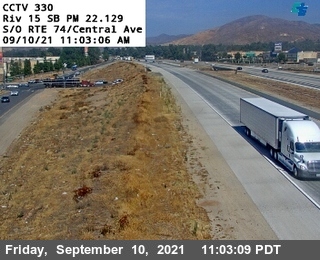 CCTV 330
Riv 15 SB PM 22.129
S/O RTE 74/Central Ave
09/10/21 11:03:06 AM
Friday, September 10, 2021 11:03:09 PDT